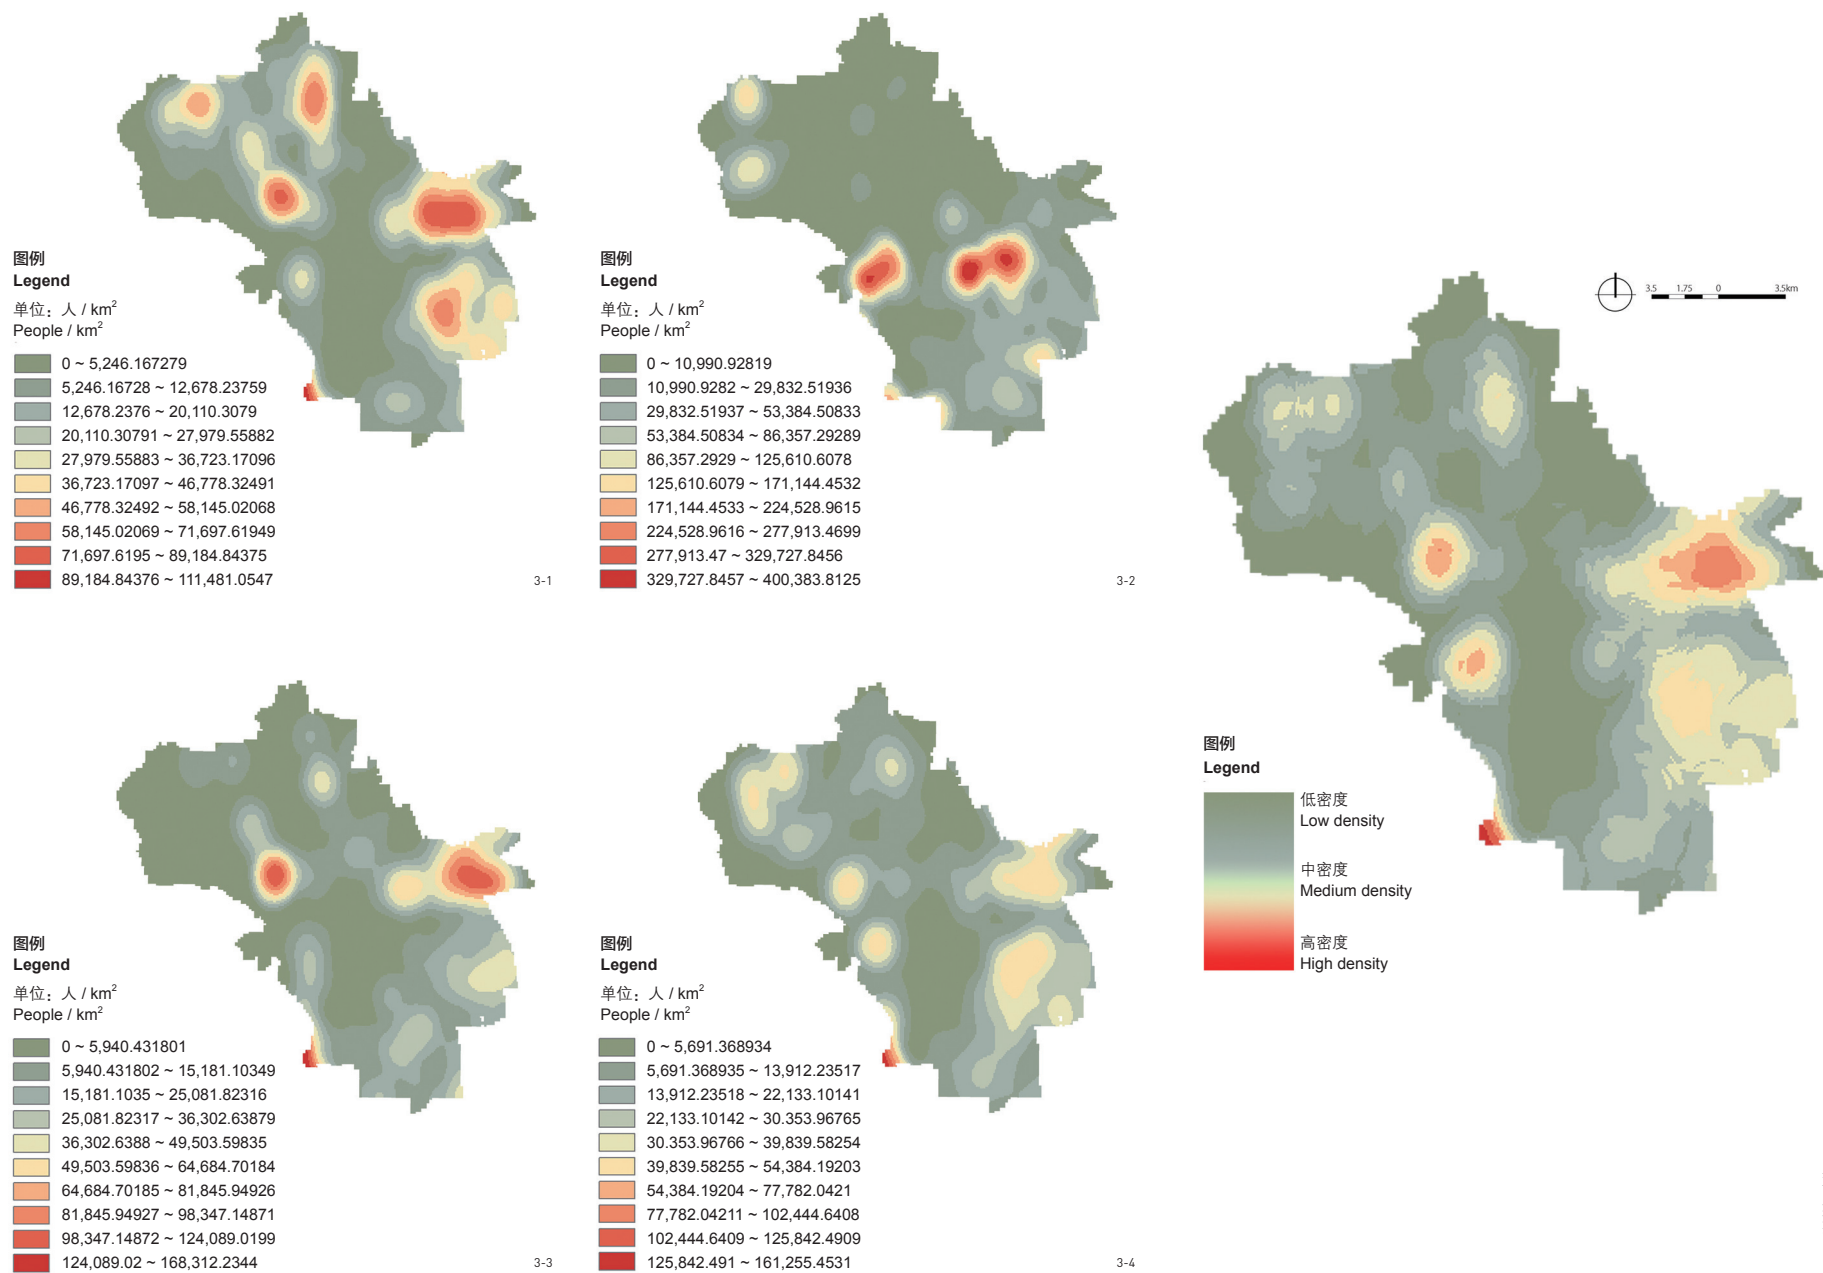 图例
Legend
单位：人 / km²
People / km²
0 ~ 5,246.167279
5,246.16728 ~ 12,678.23759
12,678.2376 ~ 20,110.3079
20,110.30791 ~ 27,979.55882
27,979.55883 ~ 36,723.17096
36,723.17097 ~ 46,778.32491
46,778.32492 ~ 58,145.02068
58,145.02069 ~ 71,697.61949
71,697.6195 ~ 89,184.84375
89,184.84376 ~ 111,481.0547
3-1
图例
Legend
单位：人 / km²
People / km²
0 ~ 10,990.92819
10,990.9282 ~ 29,832.51936
29,832.51937 ~ 53,384.50833
53,384.50834 ~ 86,357.29289
86,357.2929 ~ 125,610.6078
125,610.6079 ~ 171,144.4532
171,144.4533 ~ 224,528.9615
224,528.9616 ~ 277,913.4699
277,913.47 ~ 329,727.8456
329,727.8457 ~ 400,383.8125
3-2
图例
Legend
单位：人 / km²
People / km²
0 ~ 5,940.431801
5,940.431802 ~ 15,181.10349
15,181.1035 ~ 25,081.82316
25,081.82317 ~ 36,302.63879
36,302.6388 ~ 49,503.59835
49,503.59836 ~ 64,684.70184
64,684.70185 ~ 81,845.94926
81,845.94927 ~ 98,347.14871
98,347.14872 ~ 124,089.0199
124,089.02 ~ 168,312.2344
3-3
图例
Legend
单位：人 / km²
People / km²
0 ~ 5,691.368934
5,691.368935 ~ 13,912.23517
13,912.23518 ~ 22,133.10141
22,133.10142 ~ 30.353.96765
30.353.96766 ~ 39,839.58254
39,839.58255 ~ 54,384.19203
54,384.19204 ~ 77,782.0421
77,782.04211 ~ 102,444.6408
102,444.6409 ~ 125,842.4909
125,842.491 ~ 161,255.4531
3-4
3.5 1.75 0 3.5km
图例
Legend
低密度
Low density
中密度
Medium density
高密度
High density